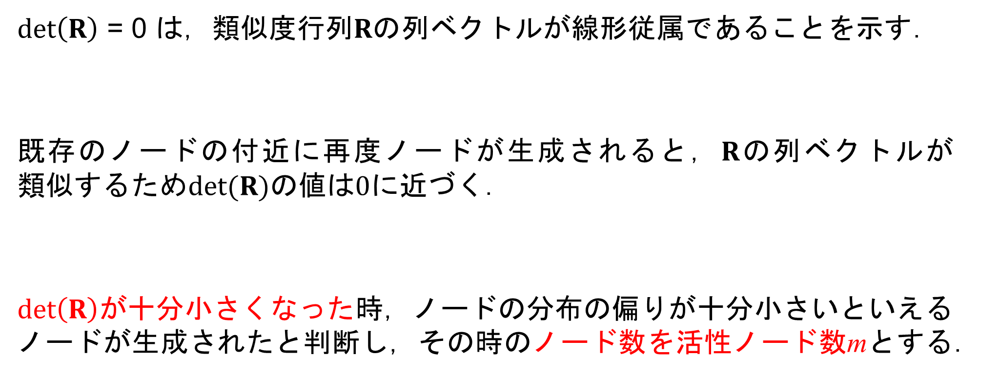 det(R) = 0 は，類似度行列Rの列ベクトルが線形従属であることを示す．
既存のノードの付近に再度ノードが生成されると，Rの列ベクトルが
類似するためdet(R)の値は0に近づく．
det(R)が十分小さくなった時，ノードの分布の偏りが十分小さいといえる
ノードが生成されたと判断し，その時のノード数を活性ノード数mとする．